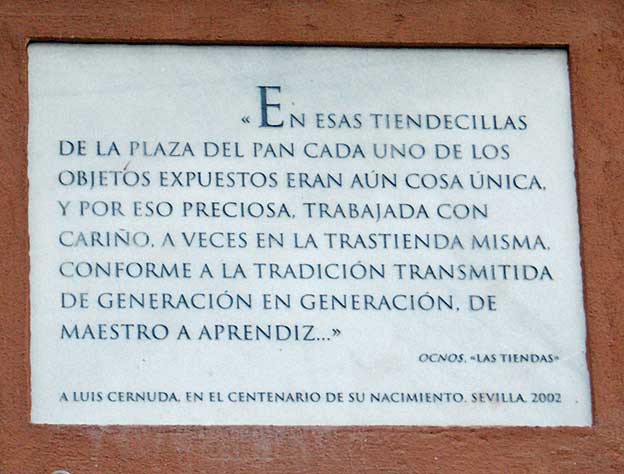 « EN ESAS TIENDECILLAS
DE LA PLAZA DEL PAN CADA UNO DE LOS
OBJETOS EXPUESTOS ERAN AÚN COSA ÚNICA,
Y POR ESO PRECIOSA, TRABAJADA CON
CARIÑO, A VECES EN LA TRASTIENDA MISMA,
CONFORME A LA TRADICIÓN TRANSMITIDA
DE GENERACIÓN EN GENERACIÓN, DE
MAESTRO A APRENDIZ...»
OCNOS, «LAS TIENDAS»
A LUIS CERNUDA, EN EL CENTENARIO DE SU NACIMIENTO. SEVILLA, 2002